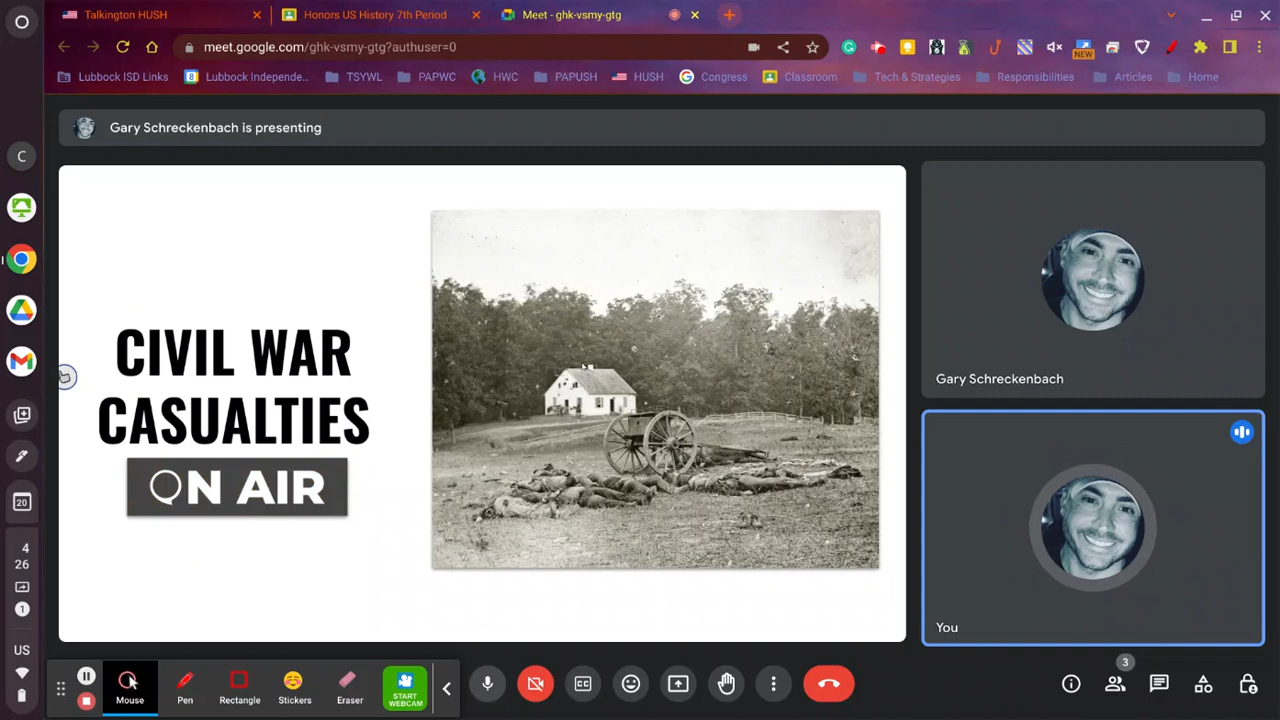 Talkington HUSH
Honors US History 7th Period
Meet - ghk-vsmy-gtg
meet.google.com/ghk-vsmy-gtg?authuser=0
NEW
Lubbock ISD Links
8 Lubbock Independe...
TSYWL
PAPWC
HWC
PAPUSH
HUSH
Congress
Classroom
Tech & Strategies
Responsibilities
Articles
Home
C
20
4
26
1
US
Gary Schreckenbach is presenting
CIVIL WAR
CASUALTIES
ON AIR
Gary Schreckenbach
You
Mouse
Pen
Rectangle
Stickers
Eraser
START
WEBCAM
CC
3